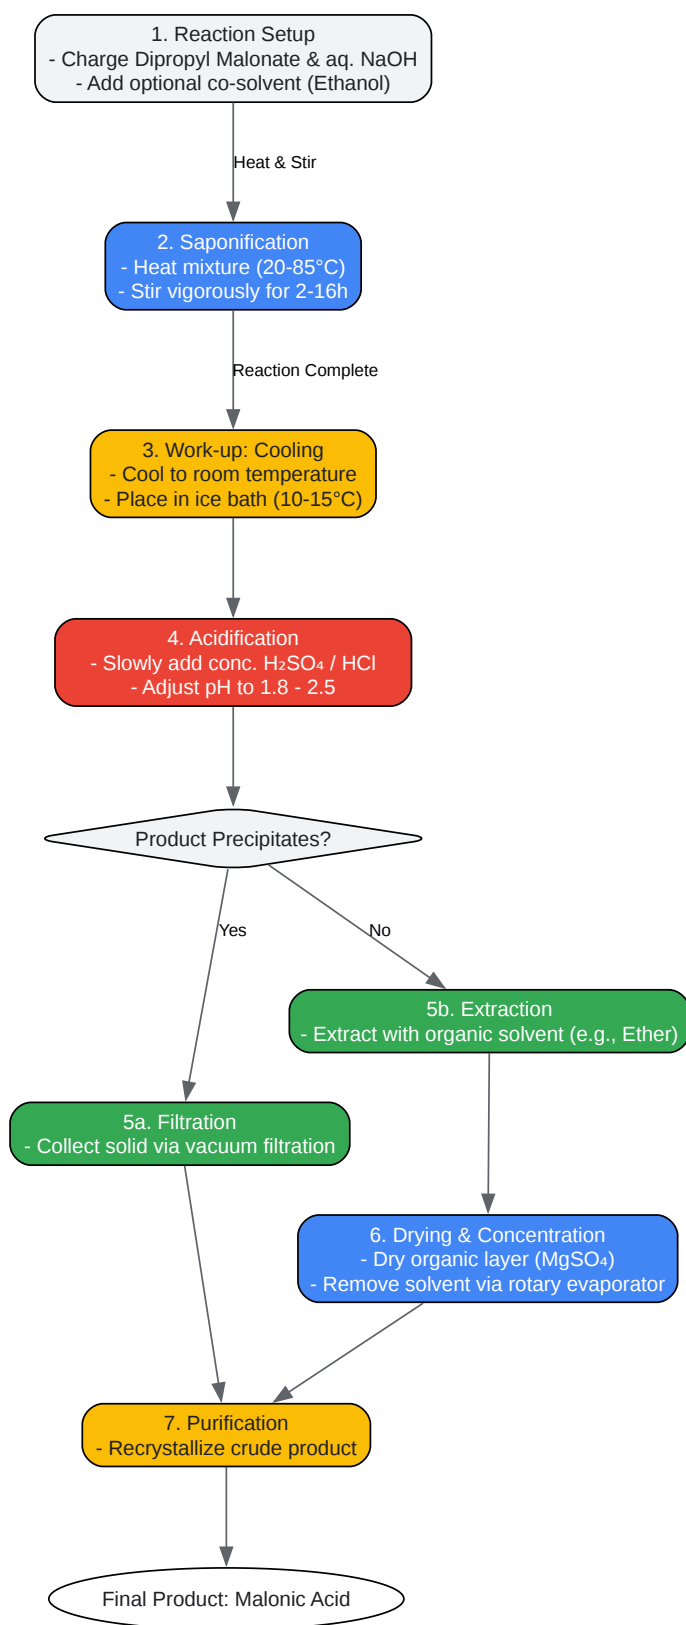 1. Reaction Setup
- Charge Dipropyl Malonate & aq. NaOH
- Add optional co-solvent (Ethanol)
Heat & Stir
2. Saponification
- Heat mixture (20-85°C)
- Stir vigorously for 2-16h
Reaction Complete
3. Work-up: Cooling
- Cool to room temperature
- Place in ice bath (10-15°C)
4. Acidification
- Slowly add conc. H₂SO₄ / HCl
- Adjust pH to 1.8 - 2.5
Product Precipitates?
Yes
No
5b. Extraction
- Extract with organic solvent (e.g., Ether)
5a. Filtration
- Collect solid via vacuum filtration
6. Drying & Concentration
- Dry organic layer (MgSO₄)
- Remove solvent via rotary evaporator
7. Purification
- Recrystallize crude product
Final Product: Malonic Acid